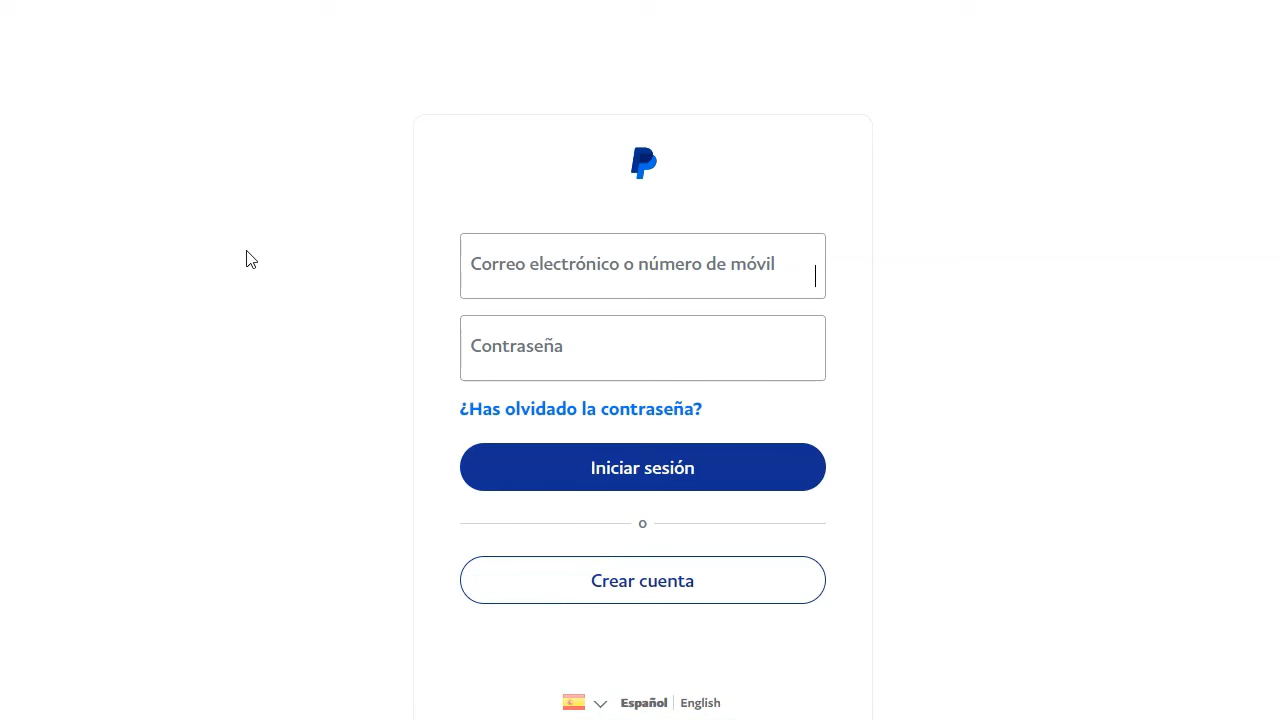 Correo electrónico o número de móvil
Contraseña
¿Has olvidado la contraseña?
Iniciar sesión
o
Crear cuenta
Español | English